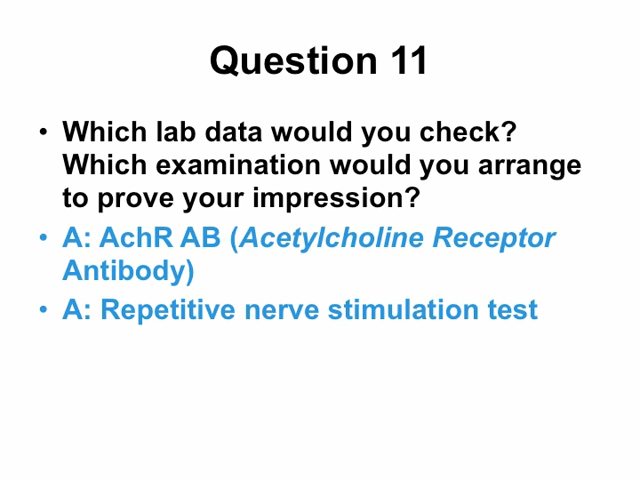 Question 11
• Which lab data would you check?
Which examination would you arrange
to prove your impression?
• A: AchR AB (Acetylcholine Receptor
Antibody)
• A: Repetitive nerve stimulation test